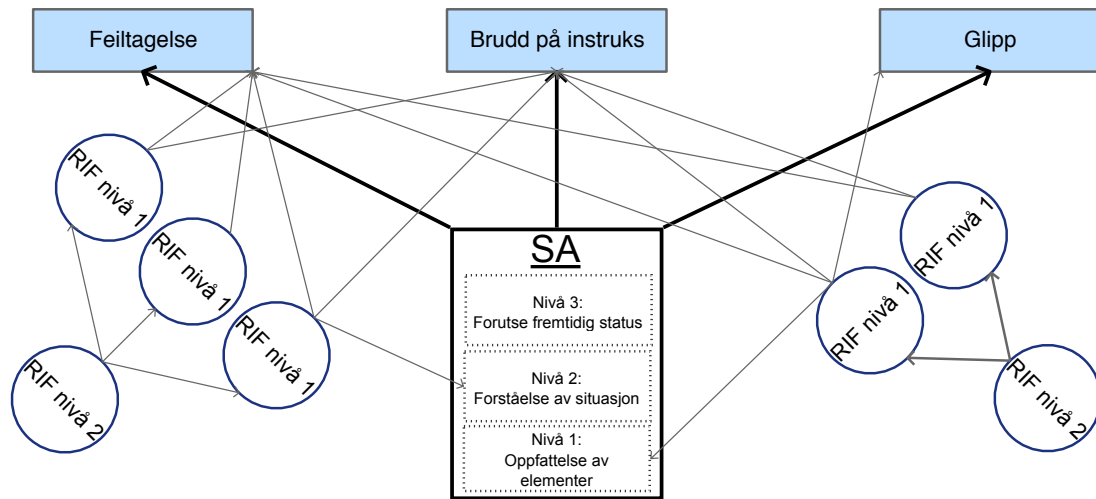 Feiltagelse
Brudd på instruks
Glipp
RIF nivå 1
RIF nivå 1
RIF nivå 1
RIF nivå 2
SA
Nivå 3:
Forutse fremtidig status
Nivå 2:
Forståelse av situasjon
Nivå 1:
Oppfattelse av
elementer
RIF nivå 1
RIF nivå 1
RIF nivå 2